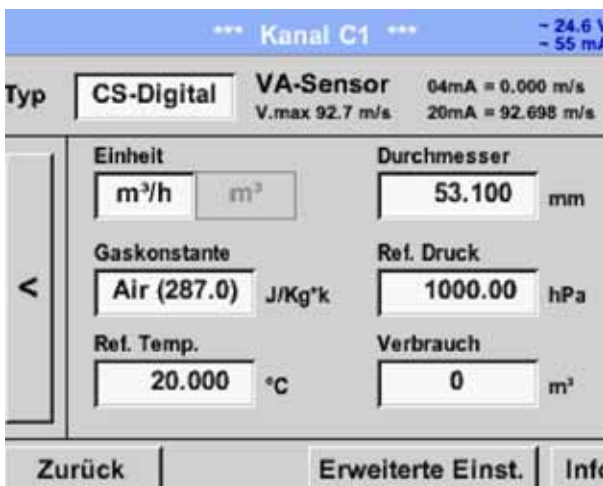 *** Kanal C1 ***
~ 24.6 V
~ 55 mA
Typ
CS-Digital
VA-Sensor
V.max 92.7 m/s
04mA = 0.000 m/s
20mA = 92.698 m/s
Einheit
m³/h
m³
Durchmesser
53.100 mm
<
Gaskonstante
Air (287.0) J/Kg*k
Ref. Druck
1000.00 hPa
Ref. Temp.
20.000 °C
Verbrauch
0 m³
Zurück
Erweiterte Einst.
Info